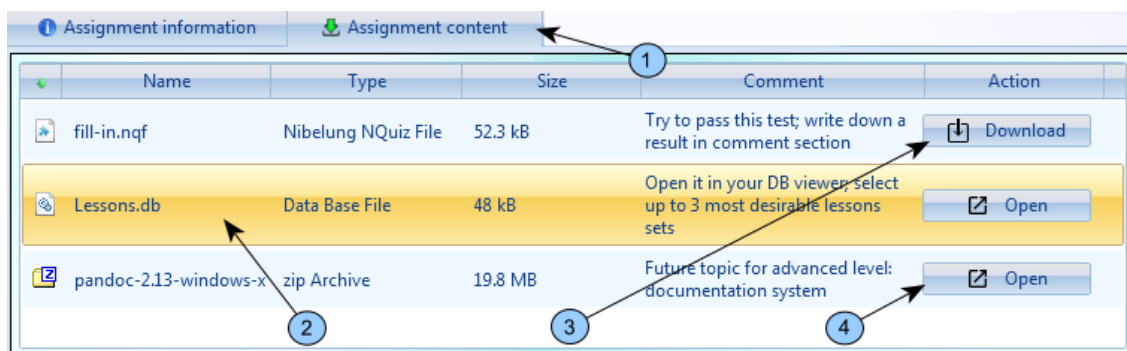 Assignment information Assignment content
1
Name Type Size Comment Action
fill-in.nqf Nibelung NQuiz File 52.3 kB Try to pass this test; write down a Download
result in comment section
Open it in your DB viewer; select
Lessons.db Data Base File 48 kB up to 3 most desirable lessons Open
sets
pandoc-2.13-windows-x zip Archive 19.8 MB Future topic for advanced level: Open
documentation system
2 3 4